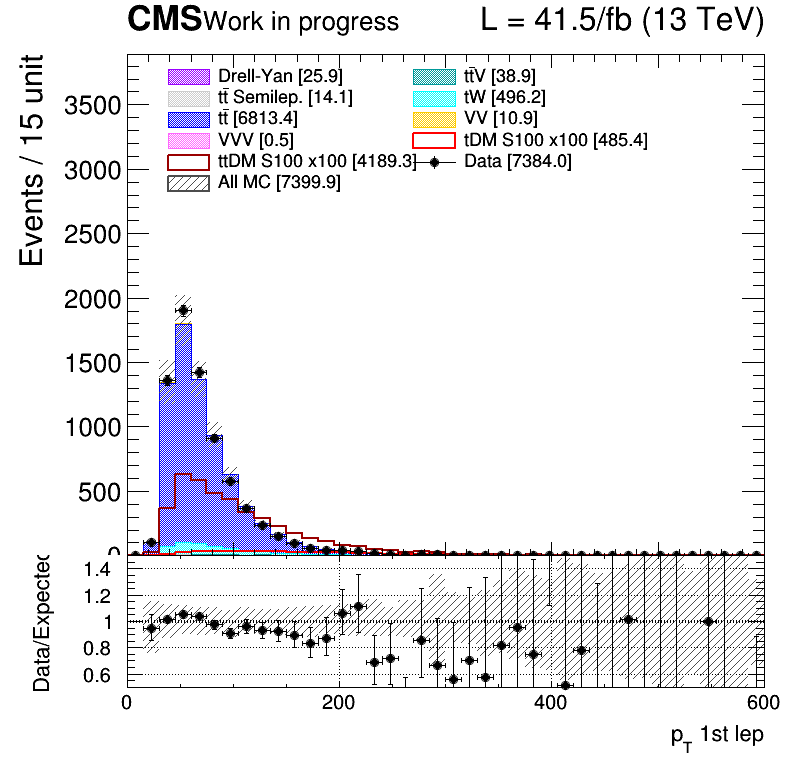 CMS Work in progress L = 41.5/fb (13 TeV)
Events / 15 unit
3500
3000
2500
2000
1500
1000
500
0
Drell-Yan [25.9]
tt̄ Semilep. [14.1]
tt̄ [6813.4]
VVV [0.5]
ttDM S100 x100 [4189.3]
All MC [7399.9]
tt̄V [38.9]
tW [496.2]
VV [10.9]
tDM S100 x100 [485.4]
Data [7384.0]
Data/Expected
1.4
1.2
1
0.8
0.6
0 200 400 600
p_T 1st lep